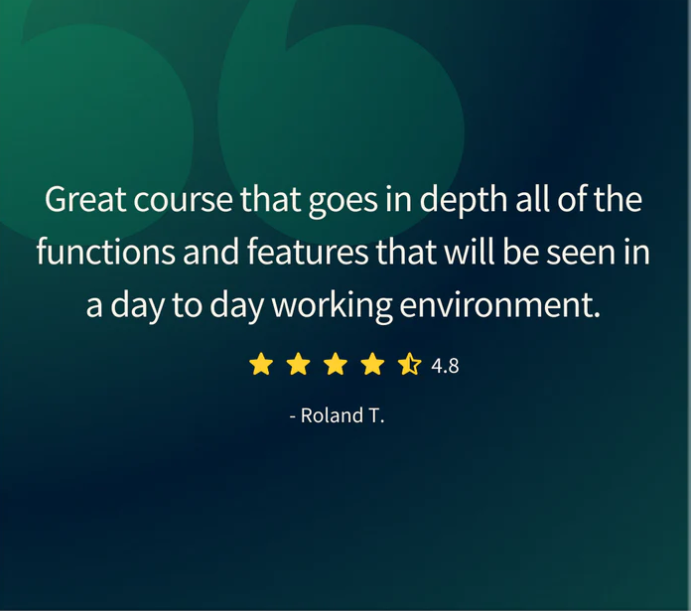 Great course that goes in depth all of the
functions and features that will be seen in
a day to day working environment.
4.8
- Roland T.